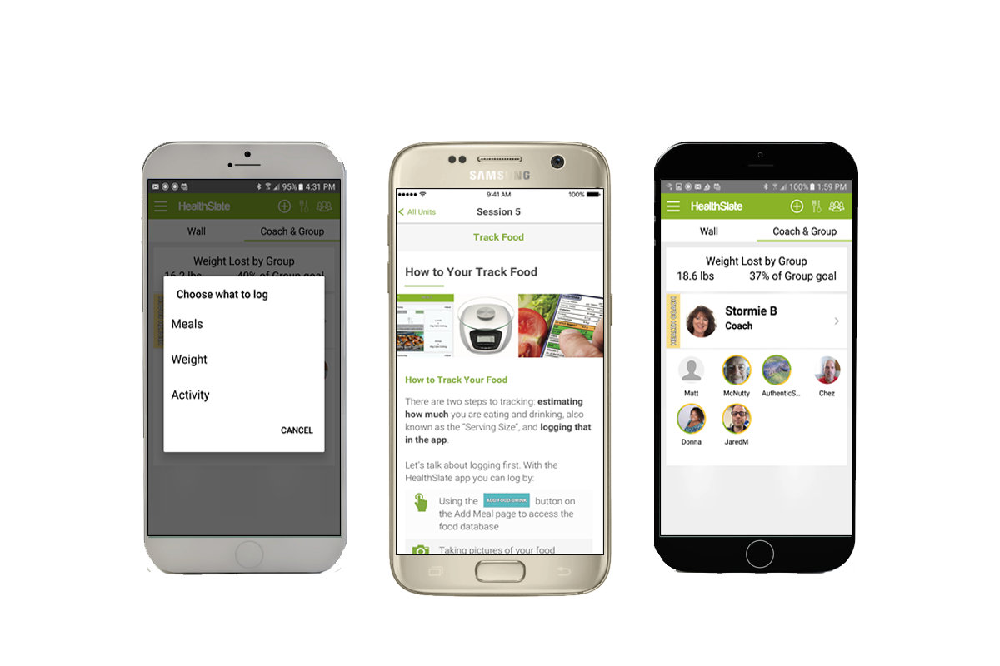 95% 4:31 PM
HealthSlate
Wall Coach & Group
Weight Lost by Group
16.2 lbs 40% of Group goal
Choose what to log
Meals
Weight
Activity
CANCEL
SAMSUNG
9:41 AM 100%
All Units Session 5
Track Food
How to Your Track Food
How to Track Your Food
There are two steps to tracking: estimating
how much you are eating and drinking, also
known as the “Serving Size”, and logging that
in the app.
Let’s talk about logging first. With the
HealthSlate app you can log by:
Using the ADD FOOD/DRINK button on
the Add Meal page to access the
food database
Taking pictures of your food
100% 1:59 PM
HealthSlate
Wall Coach & Group
Weight Lost by Group
18.6 lbs 37% of Group goal
HEALTH COACH
Stormie B
Coach
Matt McNutty AuthenticS... Chez
Donna JaredM